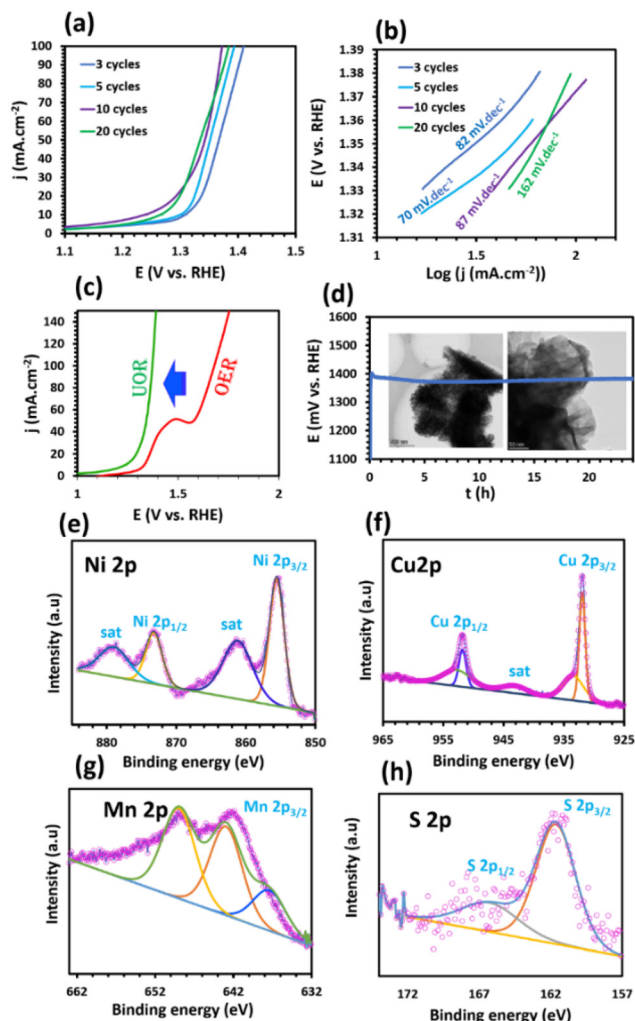 (a)
100
90
80
70
60
50
40
30
20
10
0
j (mA.cm⁻²)
3 cycles
5 cycles
10 cycles
20 cycles
1.1 1.2 1.3 1.4 1.5
E (V vs. RHE)
(b)
1.39
1.38
1.37
1.36
1.35
1.34
1.33
1.32
1.31
E (V vs. RHE)
3 cycles
5 cycles
10 cycles
20 cycles
82 mV.dec⁻¹
70 mV.dec⁻¹
87 mV.dec⁻¹
162 mV.dec⁻¹
1 1.5 2
Log (j (mA.cm⁻²))
(c)
140
120
100
80
60
40
20
0
j (mA.cm⁻²)
UOR
OER
1 1.5 2
E (V vs. RHE)
(d)
1600
1500
1400
1300
1200
1100
E (mV vs. RHE)
0 5 10 15 20
t (h)
(e)
Ni 2p
Ni 2p3/2
sat
Ni 2p1/2
sat
Intensity (a.u)
880 870 860 850
Binding energy (eV)
(f)
Cu2p
Cu 2p3/2
Cu 2p1/2
sat
Intensity (a.u)
965 955 945 935 925
Binding energy (eV)
(g)
Mn 2p
Mn 2p3/2
Intensity (a.u)
662 652 642 632
Binding energy (eV)
(h)
S 2p
S 2p3/2
S 2p1/2
Intensity (a.u)
172 167 162 157
Binding energy (eV)